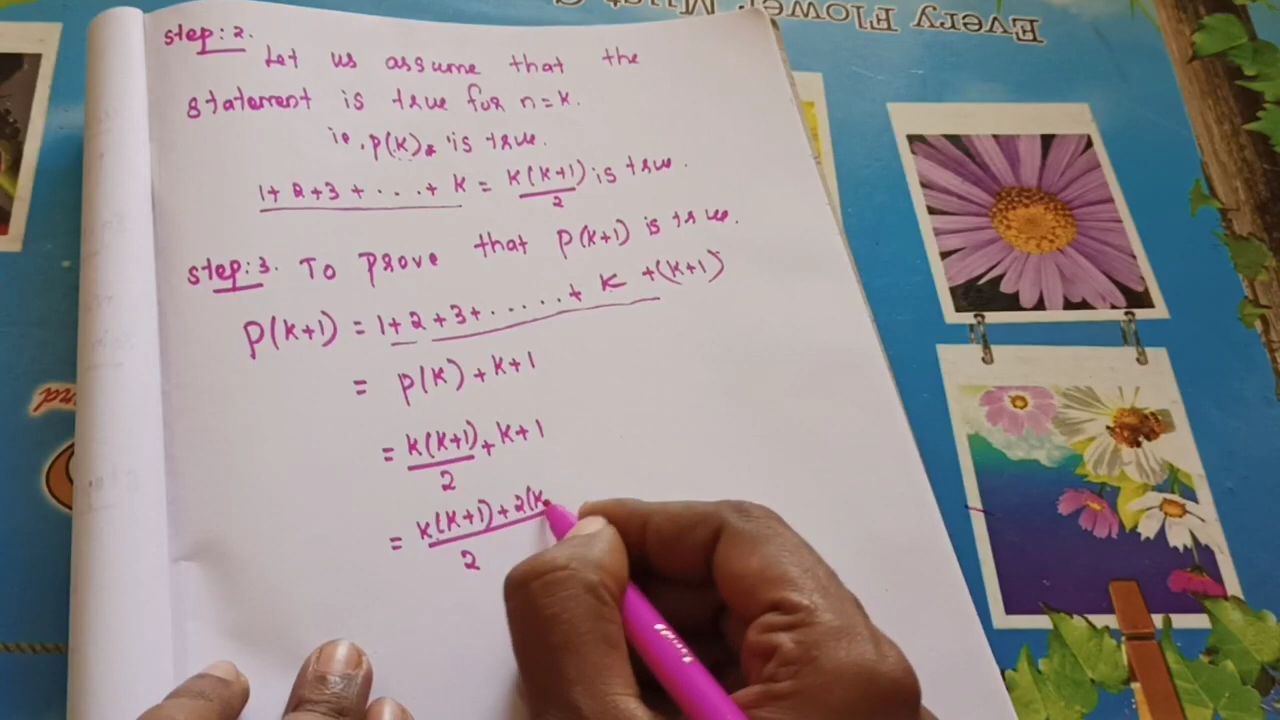 EVERY FLOWER MUST G
step: 2.
Let us assume that the
statement is true for n=k.
ie. p(k) is true.
1+2+3+....+ k = k(k+1)/2 is true.
step: 3. To prove that p(k+1) is true.
p(k+1) = 1+2+3+......+ k +(k+1)
= p(k)+k+1
= k(k+1)/2 + k+1
= k(k+1)+2(k/2